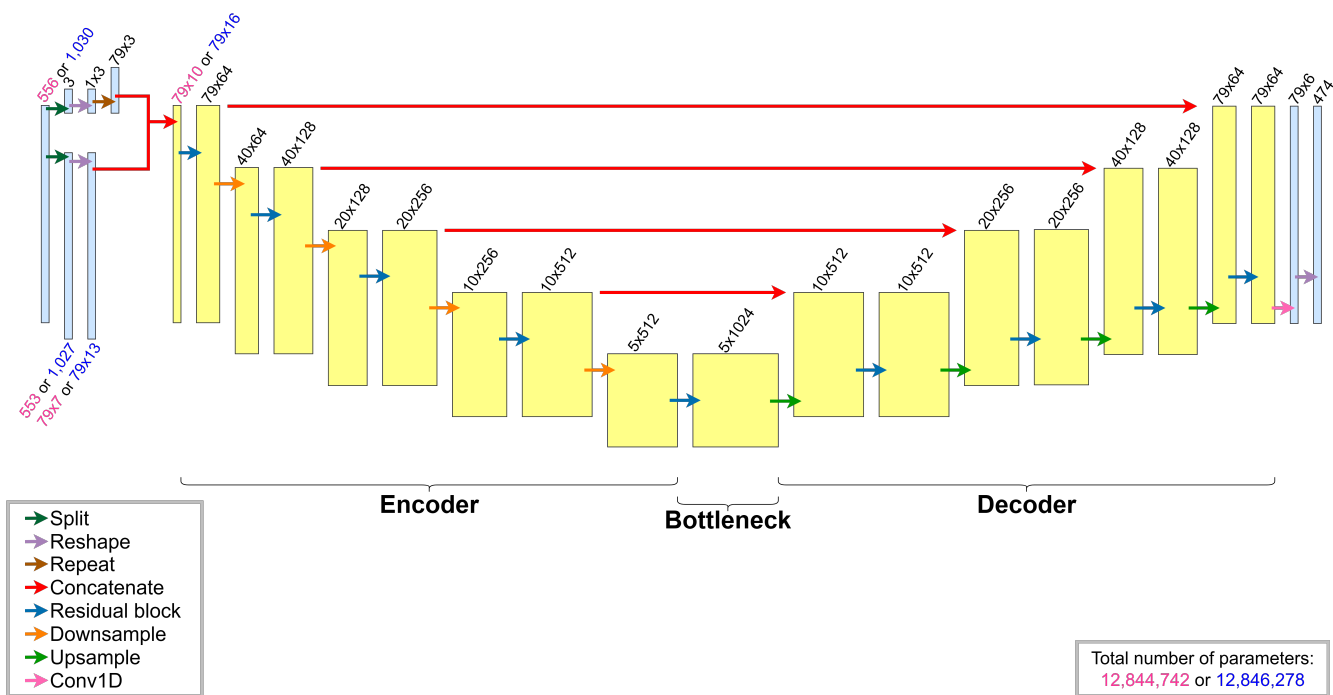 556 or 1,030
3
1x3
79x3
79x10 or 79x16
79x64
40x64
40x128
20x128
20x256
10x256
10x512
5x512
5x1024
10x512
10x512
20x256
20x256
40x128
40x128
79x64
79x64
79x6
474
553 or 1,027
79x7 or 79x13
Encoder
Bottleneck
Decoder
Split
Reshape
Repeat
Concatenate
Residual block
Downsample
Upsample
Conv1D
Total number of parameters:
12,844,742 or 12,846,278